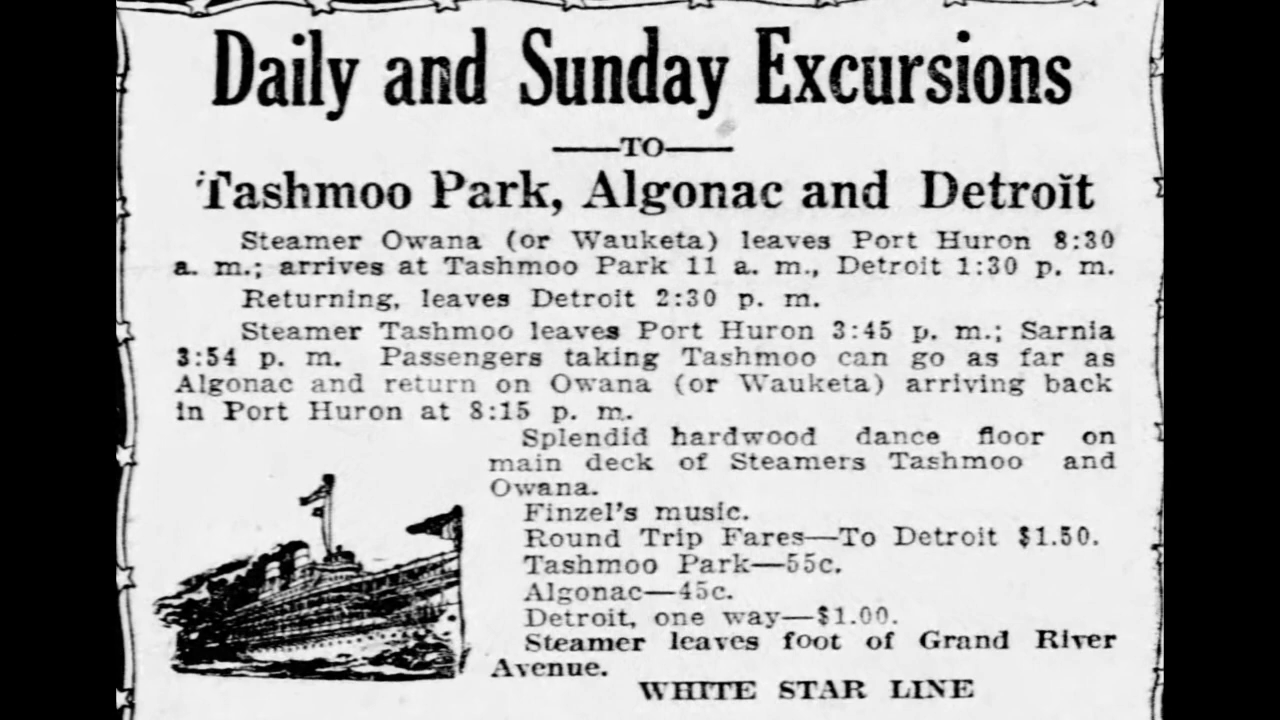 Daily and Sunday Excursions
—TO—
Tashmoo Park, Algonac and Detroit
Steamer Owana (or Wauketa) leaves Port Huron 8:30
a. m.; arrives at Tashmoo Park 11 a. m., Detroit 1:30 p. m.
Returning, leaves Detroit 2:30 p. m.
Steamer Tashmoo leaves Port Huron 3:45 p. m.; Sarnia
3:54 p. m. Passengers taking Tashmoo can go as far as
Algonac and return on Owana (or Wauketa) arriving back
in Port Huron at 8:15 p. m.
Splendid hardwood dance floor on
main deck of Steamers Tashmoo and
Owana.
Finzel's music.
Round Trip Fares—To Detroit $1.50.
Tashmoo Park—55c.
Algonac—45c.
Detroit, one way—$1.00.
Steamer leaves foot of Grand River
Avenue.
WHITE STAR LINE